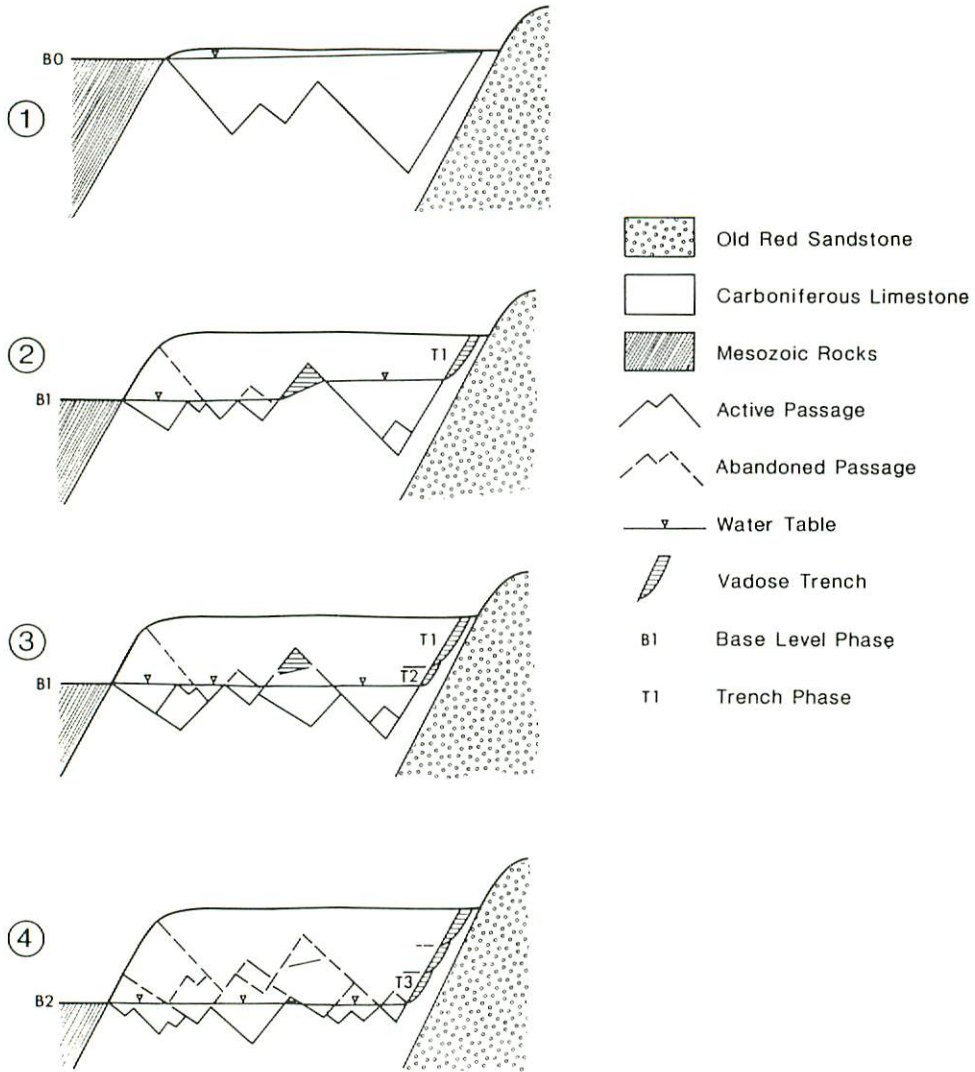 B0
1
2
T1
B1
3
T1
T2
B1
4
T3
B2
Old Red Sandstone
Carboniferous Limestone
Mesozoic Rocks
Active Passage
Abandoned Passage
Water Table
Vadose Trench
B1 Base Level Phase
T1 Trench Phase